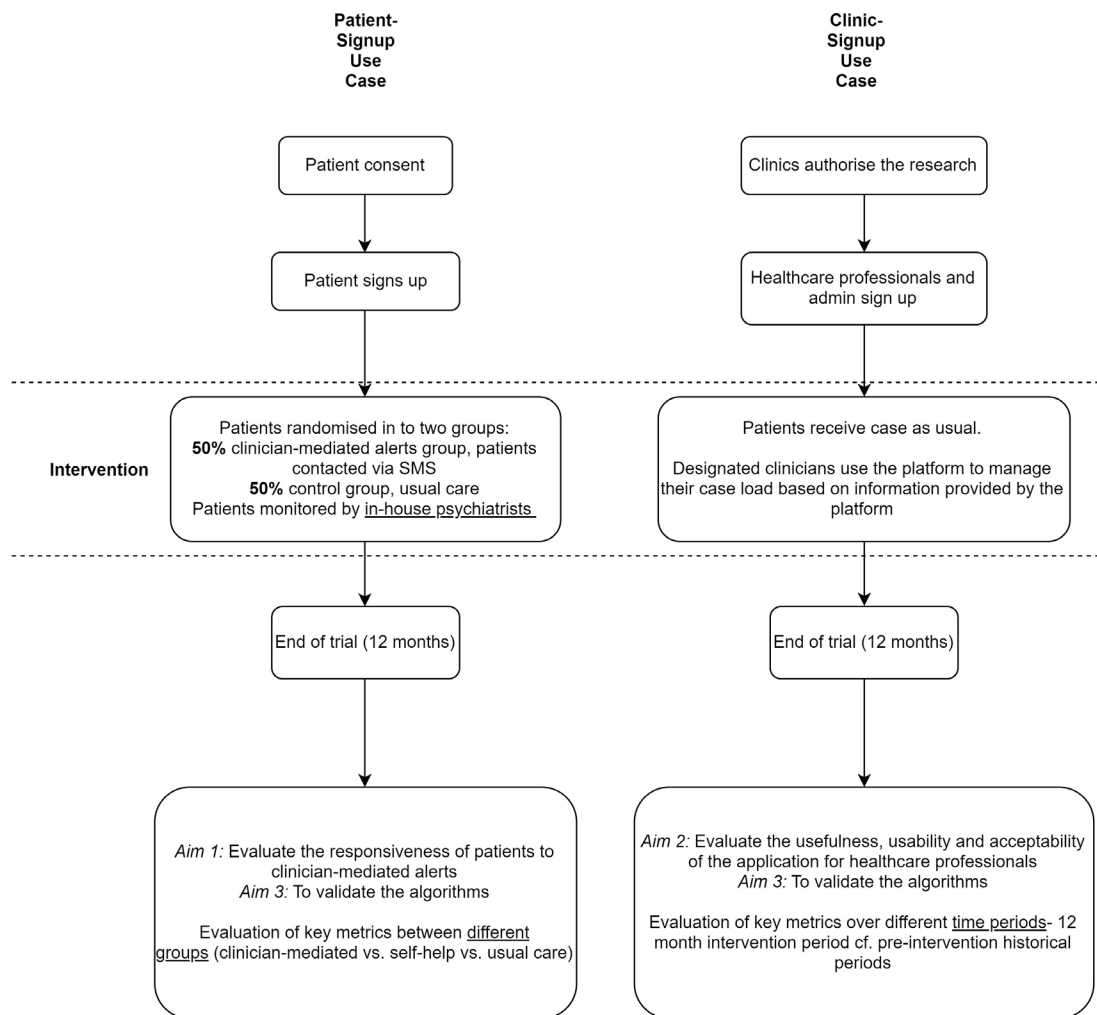 Patient-
Signup
Use
Case
Clinic-
Signup
Use
Case
Patient consent
Clinics authorise the research
Patient signs up
Healthcare professionals and
admin sign up
Intervention
Patients randomised in to two groups:
50% clinician-mediated alerts group, patients
contacted via SMS
50% control group, usual care
Patients monitored by in-house psychiatrists
Patients receive case as usual.
Designated clinicians use the platform to manage
their case load based on information provided by the
platform
End of trial (12 months)
End of trial (12 months)
Aim 1: Evaluate the responsiveness of patients to
clinician-mediated alerts
Aim 3: To validate the algorithms
Evaluation of key metrics between different
groups (clinician-mediated vs. self-help vs. usual care)
Aim 2: Evaluate the usefulness, usability and acceptability
of the application for healthcare professionals
Aim 3: To validate the algorithms
Evaluation of key metrics over different time periods- 12
month intervention period cf. pre-intervention historical
periods